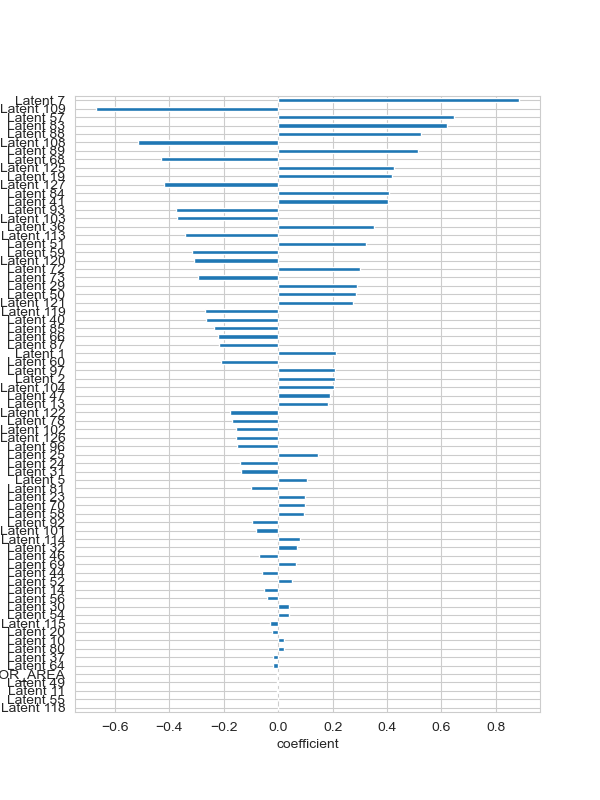 Latent 7
Latent 109
Latent 57
Latent 83
Latent 88
Latent 108
Latent 89
Latent 68
Latent 125
Latent 19
Latent 127
Latent 84
Latent 41
Latent 93
Latent 103
Latent 36
Latent 113
Latent 51
Latent 59
Latent 120
Latent 72
Latent 73
Latent 29
Latent 50
Latent 121
Latent 119
Latent 40
Latent 85
Latent 66
Latent 87
Latent 1
Latent 60
Latent 97
Latent 2
Latent 104
Latent 47
Latent 13
Latent 122
Latent 78
Latent 102
Latent 126
Latent 96
Latent 25
Latent 24
Latent 31
Latent 5
Latent 81
Latent 23
Latent 70
Latent 58
Latent 92
Latent 101
Latent 114
Latent 32
Latent 46
Latent 69
Latent 44
Latent 52
Latent 14
Latent 56
Latent 30
Latent 54
Latent 115
Latent 20
Latent 10
Latent 80
Latent 37
Latent 64
OR_AREA
Latent 49
Latent 11
Latent 55
Latent 118
−0.6 −0.4 −0.2 0.0 0.2 0.4 0.6 0.8
coefficient